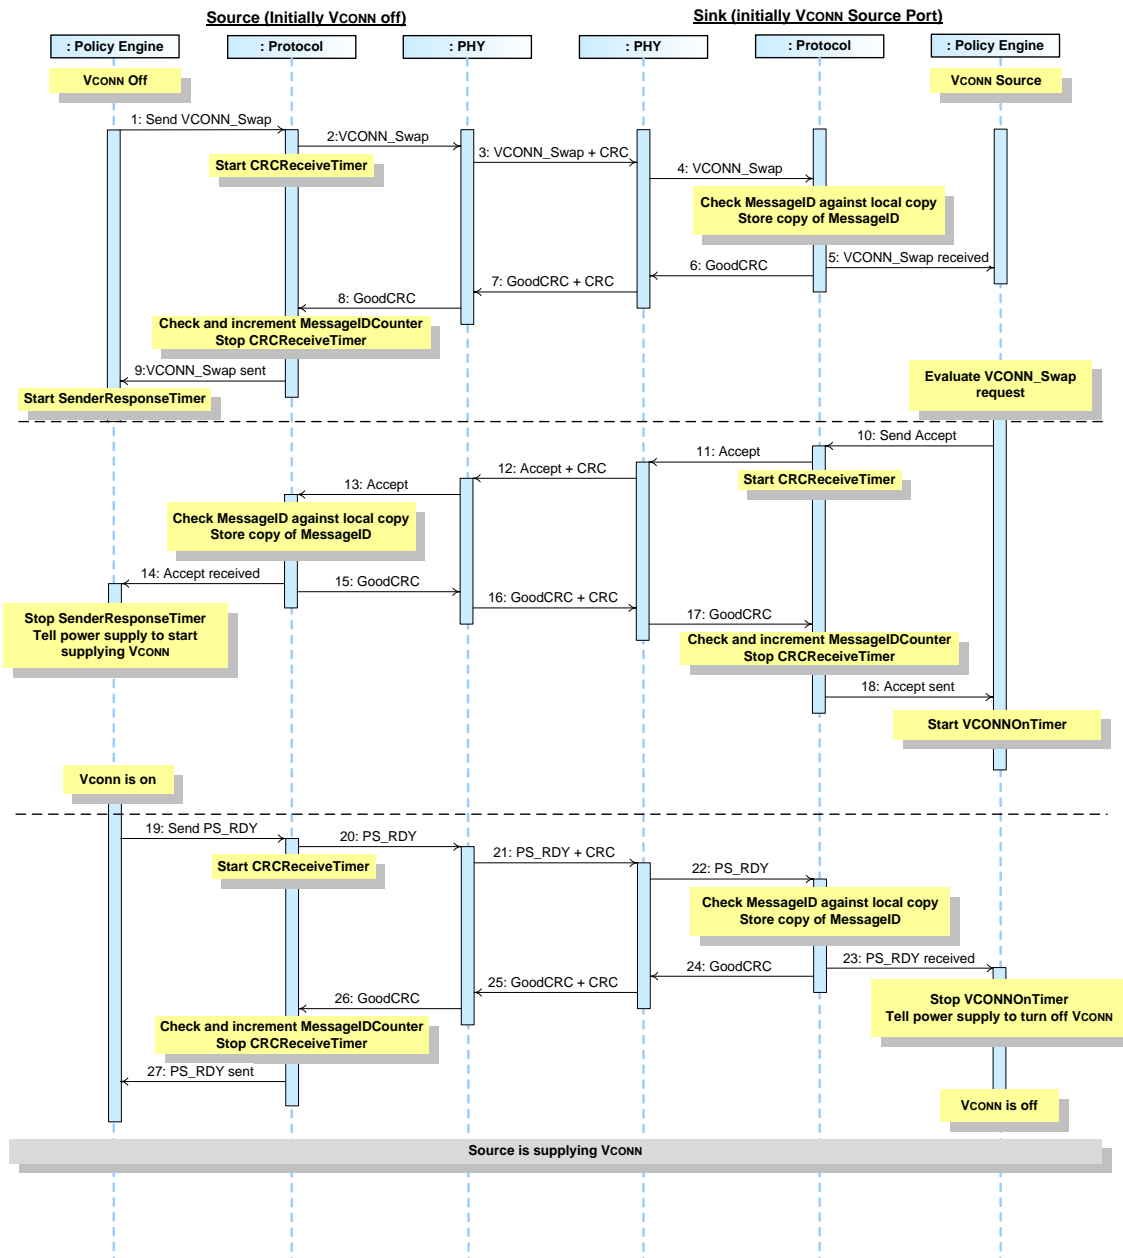 Source (Initially VCONN off)
Sink (initially VCONN Source Port)
: Policy Engine
: Protocol
: PHY
: PHY
: Protocol
: Policy Engine
VCONN Off
VCONN Source
1: Send VCONN_Swap
2:VCONN_Swap
Start CRCReceiveTimer
3: VCONN_Swap + CRC
4: VCONN_Swap
Check MessageID against local copy
Store copy of MessageID
5: VCONN_Swap received
6: GoodCRC
7: GoodCRC + CRC
8: GoodCRC
Check and increment MessageIDCounter
Stop CRCReceiveTimer
9:VCONN_Swap sent
Start SenderResponseTimer
Evaluate VCONN_Swap
request
10: Send Accept
11: Accept
Start CRCReceiveTimer
12: Accept + CRC
13: Accept
Check MessageID against local copy
Store copy of MessageID
14: Accept received
15: GoodCRC
Stop SenderResponseTimer
Tell power supply to start
supplying VCONN
16: GoodCRC + CRC
17: GoodCRC
Check and increment MessageIDCounter
Stop CRCReceiveTimer
18: Accept sent
Start VCONNOnTimer
Vconn is on
19: Send PS_RDY
20: PS_RDY
Start CRCReceiveTimer
21: PS_RDY + CRC
22: PS_RDY
Check MessageID against local copy
Store copy of MessageID
23: PS_RDY received
24: GoodCRC
25: GoodCRC + CRC
26: GoodCRC
Stop VCONNOnTimer
Tell power supply to turn off VCONN
Check and increment MessageIDCounter
Stop CRCReceiveTimer
27: PS_RDY sent
VCONN is off
Source is supplying VCONN